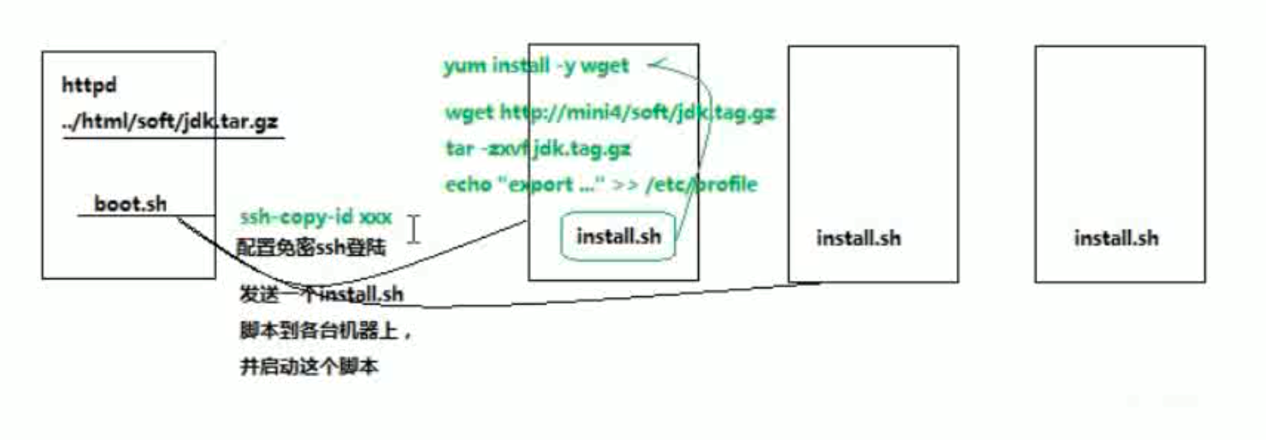 httpd
../html/soft/jdk.tar.gz
boot.sh
ssh-copy-id xxx
配置免密ssh登陆
发送一个install.sh
脚本到各台机器上，
并启动这个脚本
yum install -y wget
wget http://mini4/soft/jdk.tag.gz
tar -zxvf jdk.tag.gz
echo "export ..." >> /etc/profile
install.sh
install.sh
install.sh